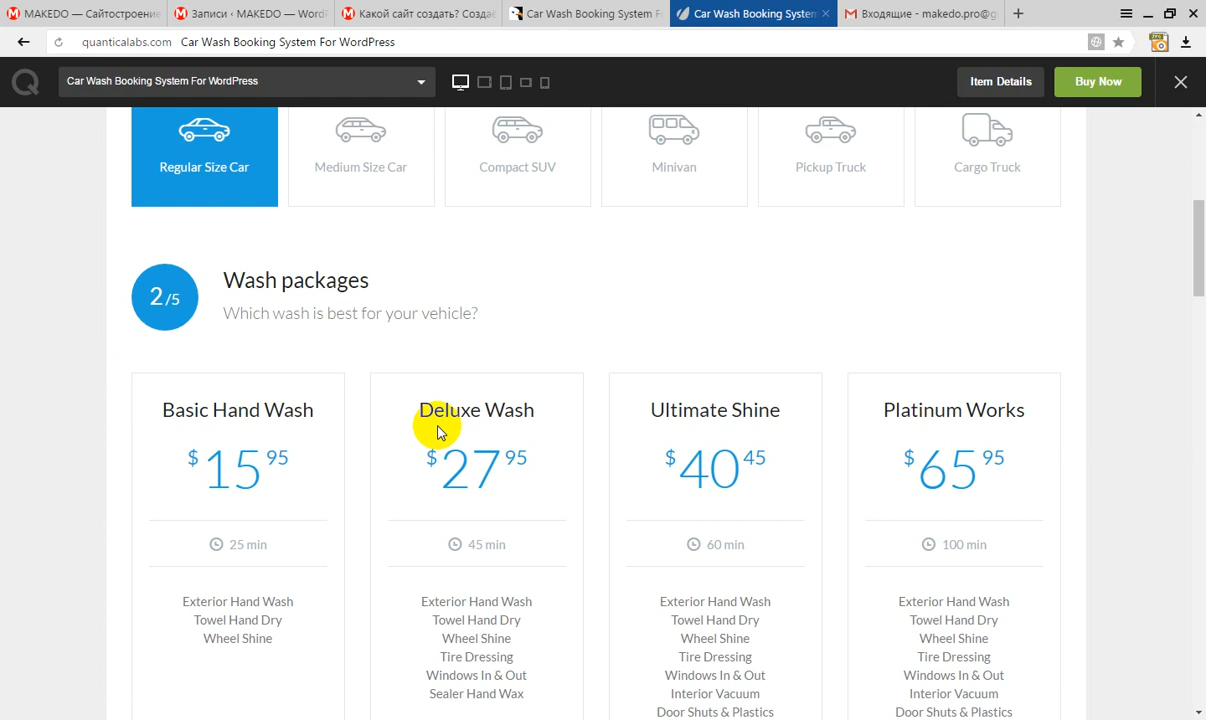 MAKEDO — Сайтостроение
Записи ‹ MAKEDO — Word
Какой сайт создать? Созда
Car Wash Booking System F
Car Wash Booking System
Входящие - makedo.pro@g
quanticalabs.com Car Wash Booking System For WordPress
Car Wash Booking System For WordPress
Item Details
Buy Now
Regular Size Car
Medium Size Car
Compact SUV
Minivan
Pickup Truck
Cargo Truck
2/5
Wash packages
Which wash is best for your vehicle?
Basic Hand Wash
$15 95
25 min
Exterior Hand Wash
Towel Hand Dry
Wheel Shine
Deluxe Wash
$27 95
45 min
Exterior Hand Wash
Towel Hand Dry
Wheel Shine
Tire Dressing
Windows In & Out
Sealer Hand Wax
Ultimate Shine
$40 45
60 min
Exterior Hand Wash
Towel Hand Dry
Wheel Shine
Tire Dressing
Windows In & Out
Interior Vacuum
Door Shuts & Plastics
Platinum Works
$65 95
100 min
Exterior Hand Wash
Towel Hand Dry
Wheel Shine
Tire Dressing
Windows In & Out
Interior Vacuum
Door Shuts & Plastics